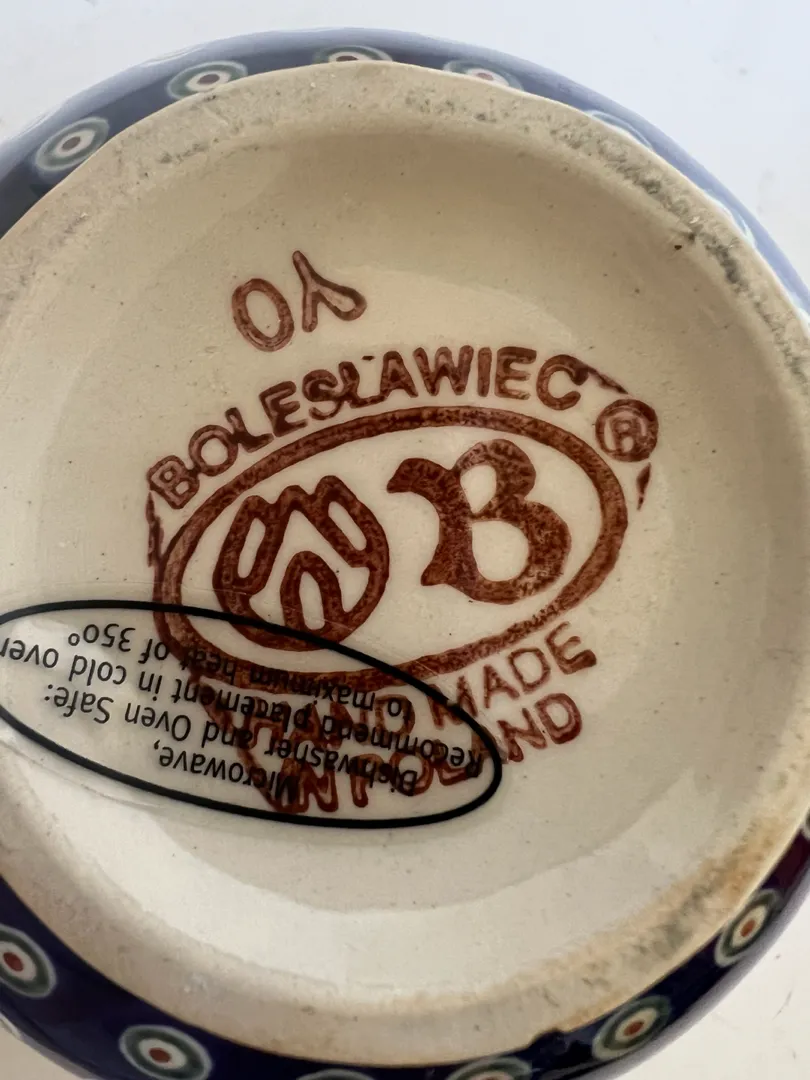 BOLESŁAWIEC ®
B
HAND MADE
IN POLAND
Microwave,
Dishwasher and Oven Safe:
Recommend placement in cold oven
to maximum heat of 350°